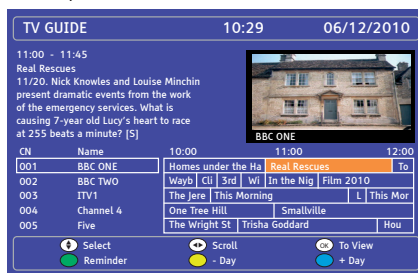 TV GUIDE 10:29 06/12/2010
11:00 - 11:45
Real Rescues
11/20. Nick Knowles and Louise Minchin
present dramatic events from the work
of the emergency services. What is
causing 7-year old Lucy's heart to race
at 255 beats a minute? [S]
BBC ONE
CN Name 10:00 11:00 12:00
001 BBC ONE Homes under the Ha Real Rescues To
002 BBC TWO Wayb Cli 3rd Wi In the Nig Film 2010
003 ITV1 The Jere This Morning L This Mor
004 Channel 4 One Tree Hill Smallville
005 Five The Wright St Trisha Goddard Hou
Select Scroll OK To View
Reminder - Day + Day